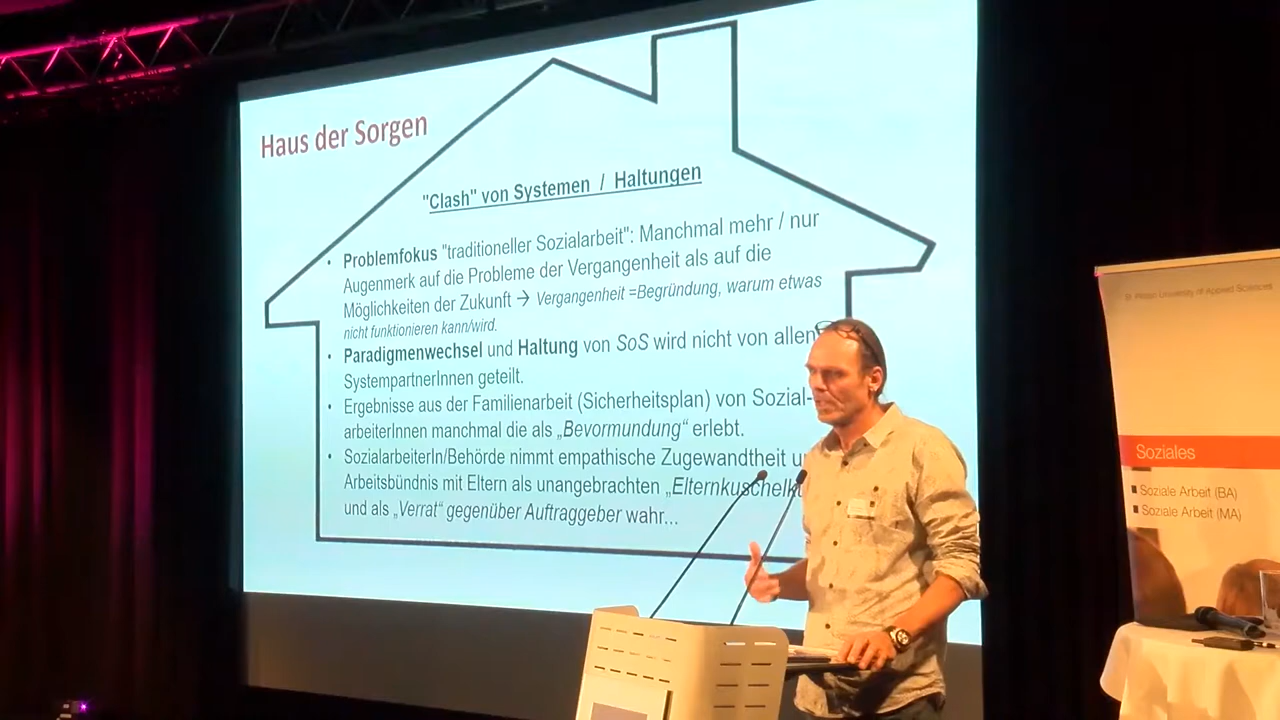 Haus der Sorgen
"Clash" von Systemen / Haltungen
• Problemfokus "traditioneller Sozialarbeit": Manchmal mehr / nur
Augenmerk auf die Probleme der Vergangenheit als auf die
Möglichkeiten der Zukunft → Vergangenheit =Begründung, warum etwas
nicht funktionieren kann/wird.
• Paradigmenwechsel und Haltung von SoS wird nicht von allen
SystempartnerInnen geteilt.
• Ergebnisse aus der Familienarbeit (Sicherheitsplan) von Sozial-
arbeiterInnen manchmal die als „Bevormundung“ erlebt.
• SozialarbeiterIn/Behörde nimmt empathische Zugewandtheit
Arbeitsbündnis mit Eltern als unangebrachten
und als „Verrat“ gegenüber Auftraggeber wahr...
University of Applied Sciences
Soziales
Soziale Arbeit (BA)
Soziale Arbeit (MA)